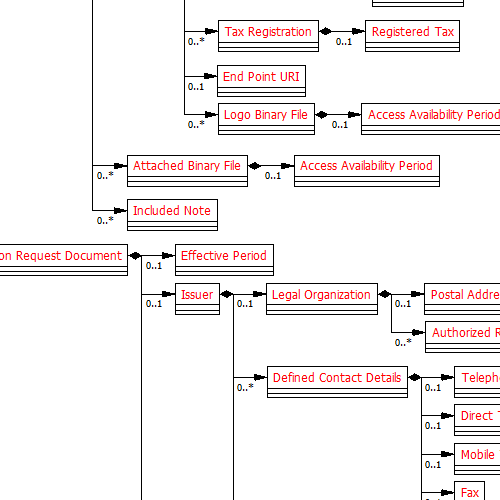 Tax Registration 0..1 Registered Tax
0..*
End Point URI
0..1
Logo Binary File Access Availability Period
0..* 0..1
Attached Binary File Access Availability Period
0..* 0..1
Included Note
0..*
on Request Document Effective Period
0..1
Issuer Legal Organization Postal Addre
0..1 0..1 0..1
Authorized R
0..*
Defined Contact Details Teleph
0..* 0..1
Direct T
0..1
Mobile
0..1
Fax
0..1